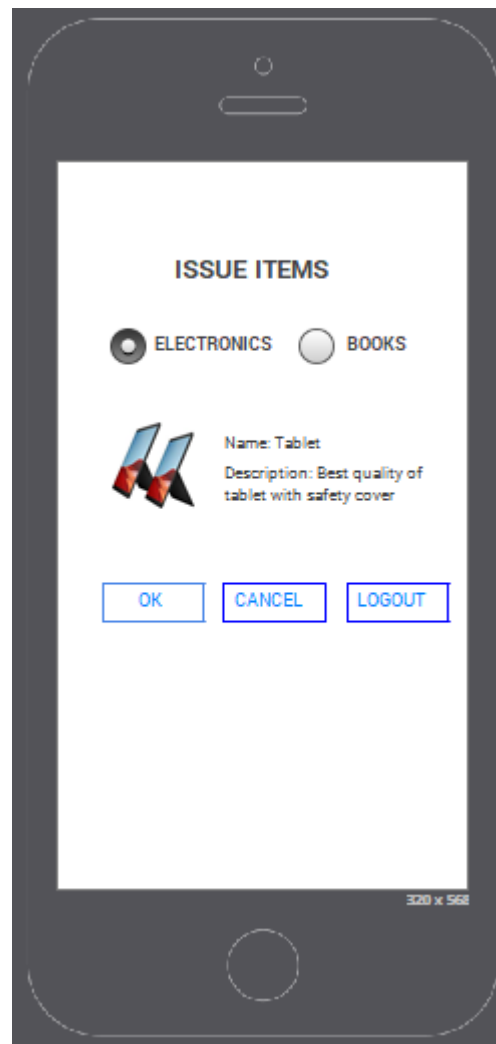 ISSUE ITEMS
ELECTRONICS BOOKS
Name: Tablet
Description: Best quality of
tablet with safety cover
OK CANCEL LOGOUT
320 x 568